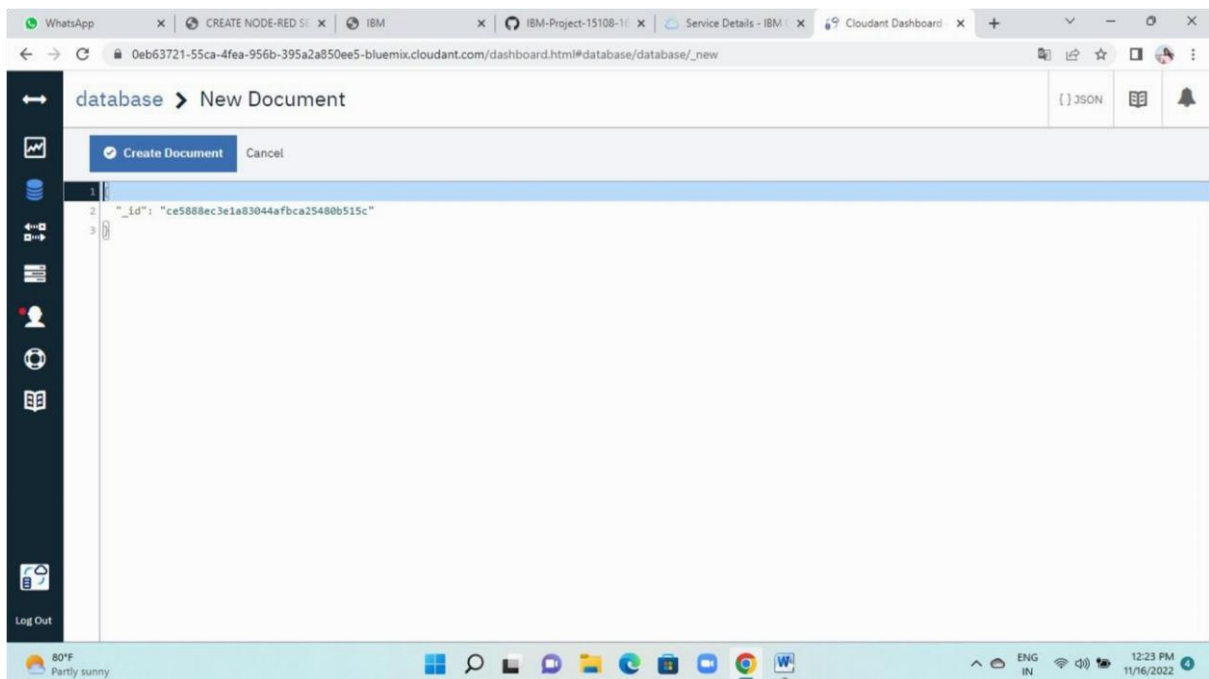 WhatsApp
CREATE NODE-RED SE
IBM
IBM-Project-15108-1
Service Details - IBM
Cloudant Dashboard
0eb63721-55ca-4fea-956b-395a2a850ee5-bluemix.cloudant.com/dashboard.html#database/database/_new
database > New Document
{ } JSON
Create Document Cancel
1 {
2 "_id": "ce5888ec3e1a83044afbca25480b515c"
3 }
Log Out
80°F
Partly sunny
ENG
IN
12:23 PM
11/16/2022
4